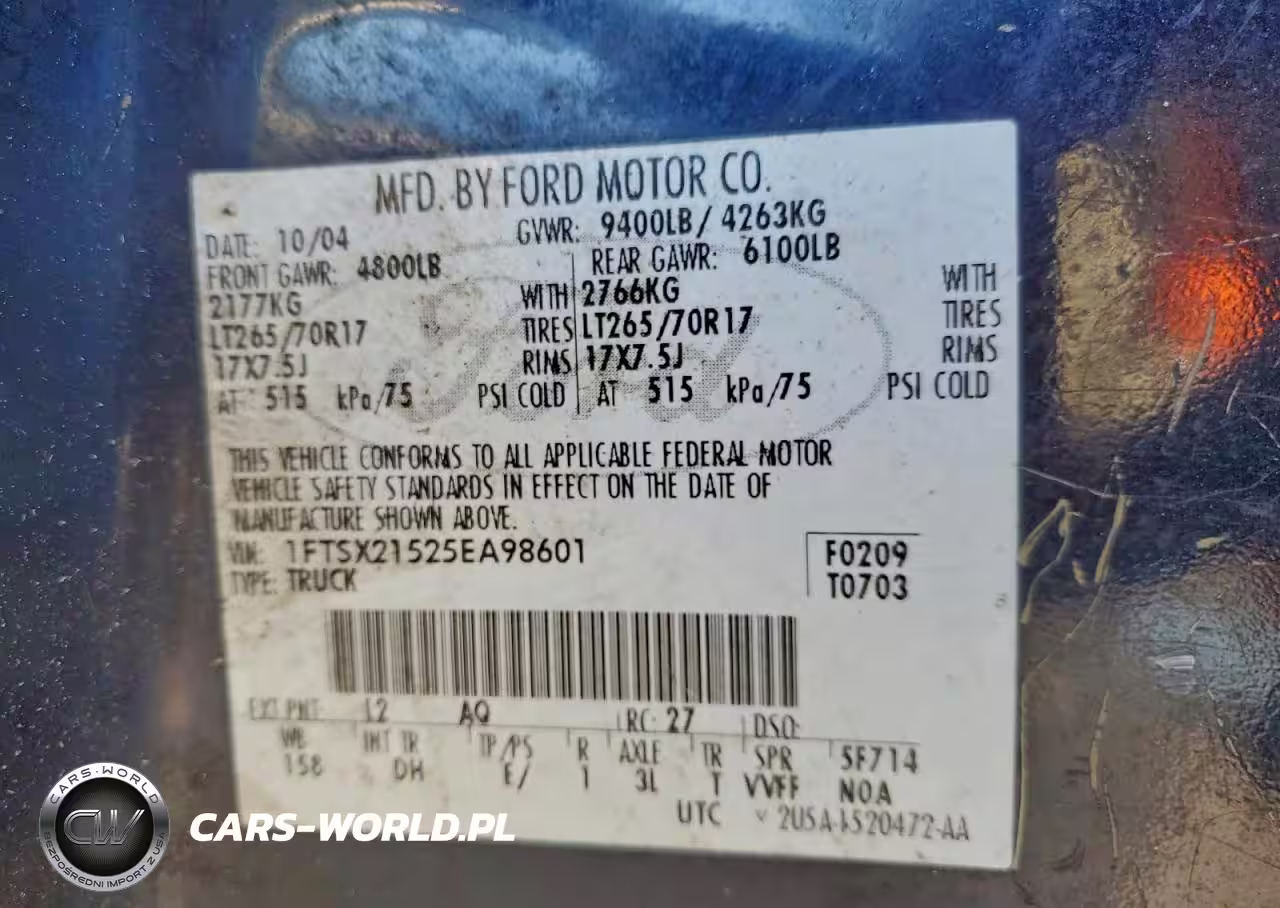 MFD. BY FORD MOTOR CO.
DATE: 10/04 GVWR: 9400LB / 4263KG
FRONT GAWR: 4800LB REAR GAWR: 6100LB
2177KG WITH 2766KG WITH
LT265/70R17 TIRES LT265/70R17 TIRES
17X7.5J RIMS 17X7.5J RIMS
AT 515 kPa/75 PSI COLD AT 515 kPa/75 PSI COLD
THIS VEHICLE CONFORMS TO ALL APPLICABLE FEDERAL MOTOR
VEHICLE SAFETY STANDARDS IN EFFECT ON THE DATE OF
MANUFACTURE SHOWN ABOVE.
VIN: 1FTSX21525EA98601 F0209
TYPE: TRUCK T0703
EXT PNT: L2 AQ RC: 27 DSO:
WB INT TR TP/PS R AXLE TR SPR 5F714
158 DH E/ 1 3L T VVFF NOA
UTC
CARS-WORLD
CW
BEZPOŚREDNI IMPORT Z USA
CARS-WORLD.PL